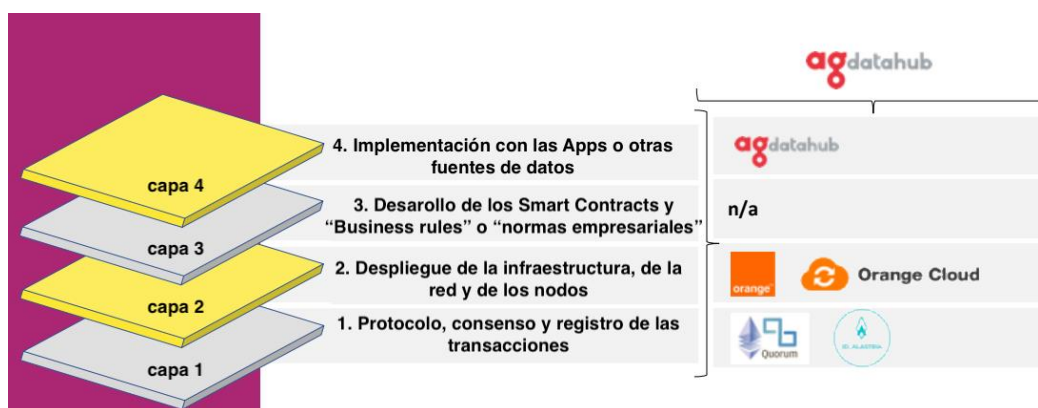 agdatahub
4. Implementación con las Apps o otras
fuentes de datos
agdatahub
capa 4
3. Desarollo de los Smart Contracts y
“Business rules” o “normas empresariales”
n/a
capa 3
2. Despliegue de la infraestructura, de la
red y de los nodos
orange
Orange Cloud
capa 2
1. Protocolo, consenso y registro de las
transacciones
Quorum
ID ALASTRIA
capa 1